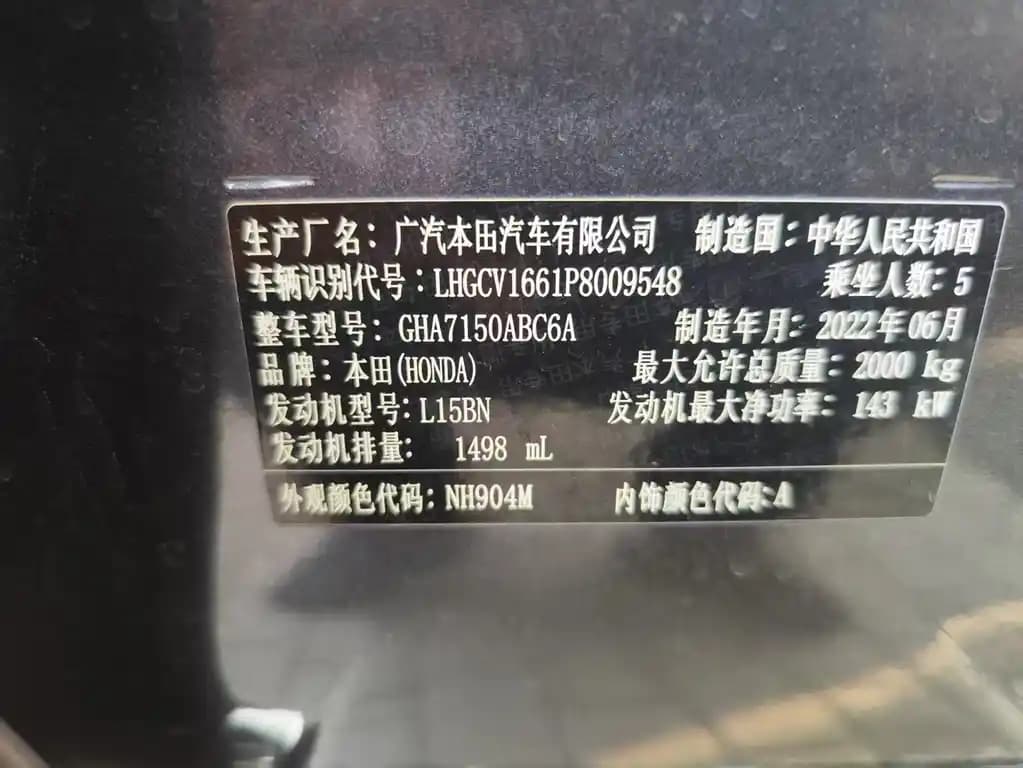 生产厂名：广汽本田汽车有限公司 制造国：中华人民共和国
车辆识别代号：LHGCV1661P8009548 乘坐人数：5
整车型号：GHA7150ABC6A 制造年月：2022年06月
品牌：本田(HONDA) 最大允许总质量：2000 kg
发动机型号：L15BN 发动机最大净功率：143 kW
发动机排量： 1498 mL
外观颜色代码：NH904M 内饰颜色代码:A